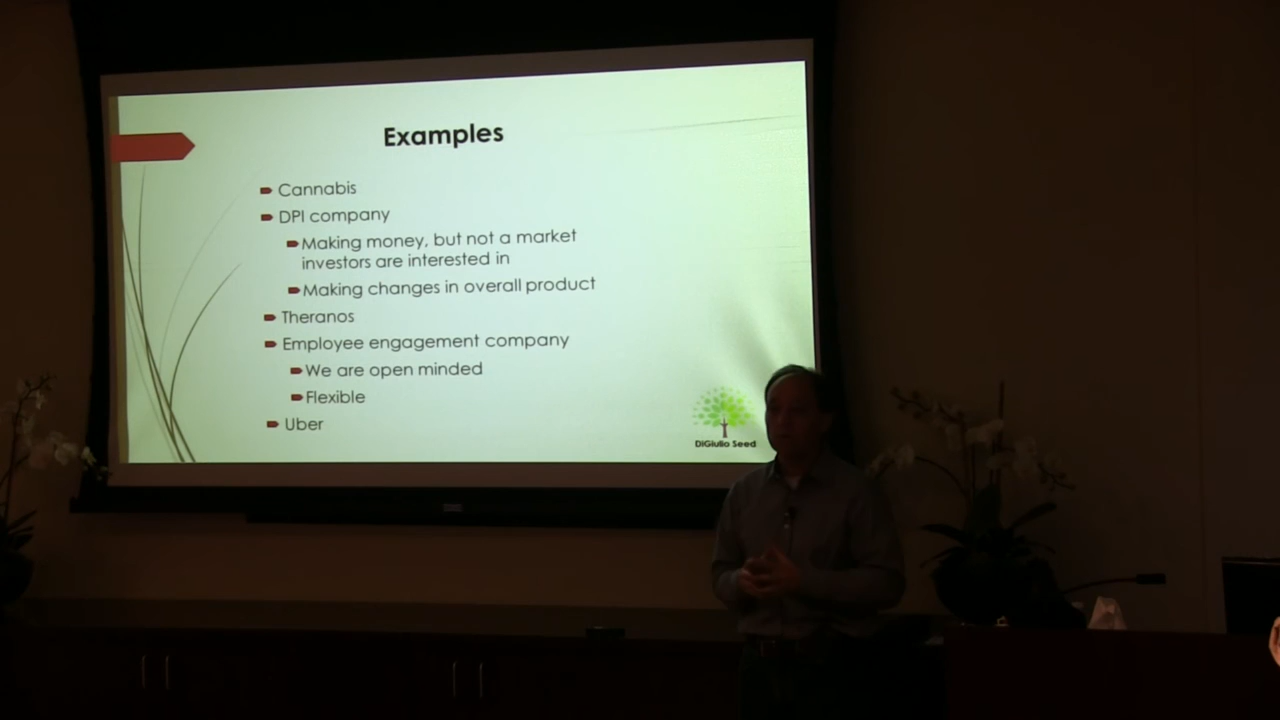 Examples
Cannabis
DPI company
Making money, but not a market
investors are interested in
Making changes in overall product
Theranos
Employee engagement company
We are open minded
Flexible
Uber
DiGiulio Seed